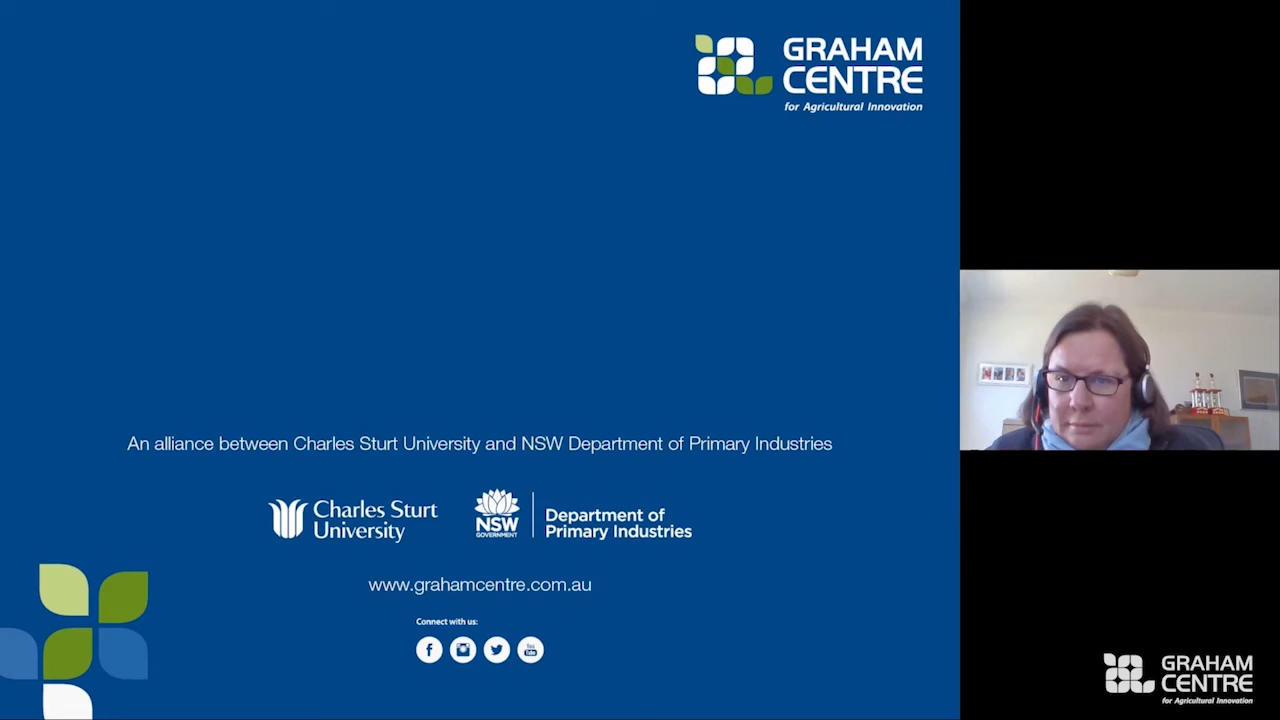 GRAHAM
CENTRE
for Agricultural Innovation
An alliance between Charles Sturt University and NSW Department of Primary Industries
Charles Sturt
University
NSW
GOVERNMENT
Department of
Primary Industries
www.grahamcentre.com.au
Connect with us:
You
Tube
GRAHAM
CENTRE
for Agricultural Innovation